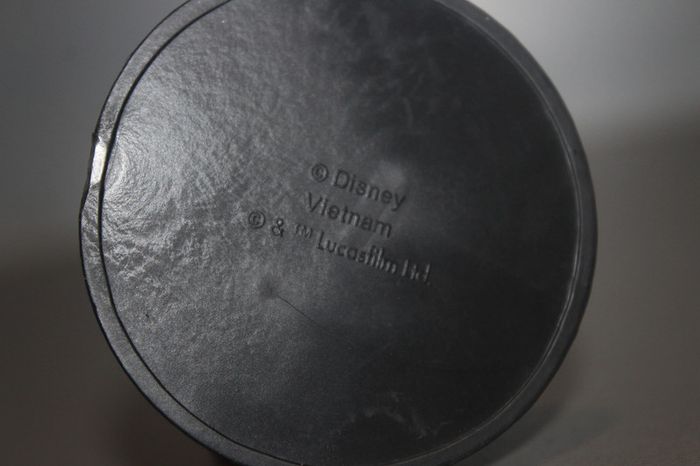 © Disney
Vietnam
© & ™ Lucasfilm Ltd.